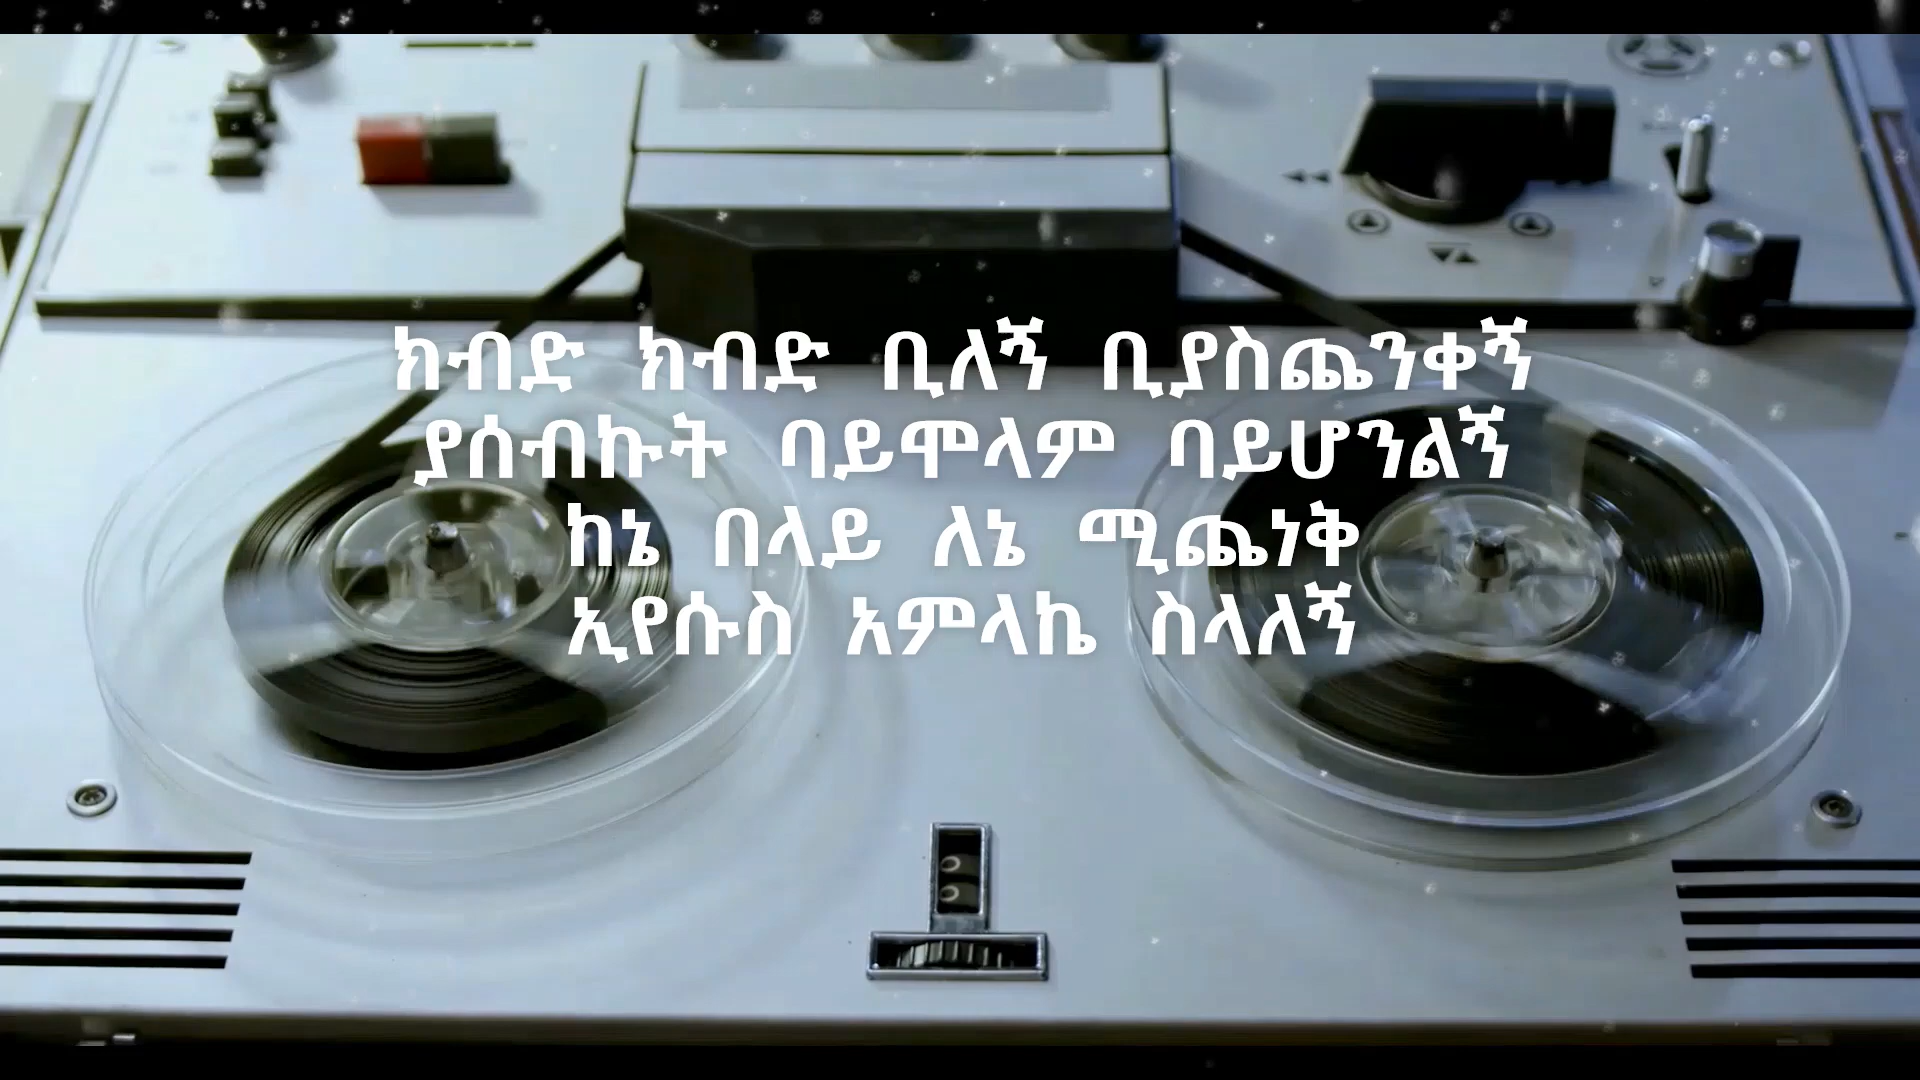 ክብድ ክብድ ቢለኝ ቢያስጨንቀኝ
ያሰብኩት ባይሞላም ባይሆንልኝ
ከኔ በላይ ለኔ ሚጨነቅ
ኢየሱስ አምላኬ ስላለኝ